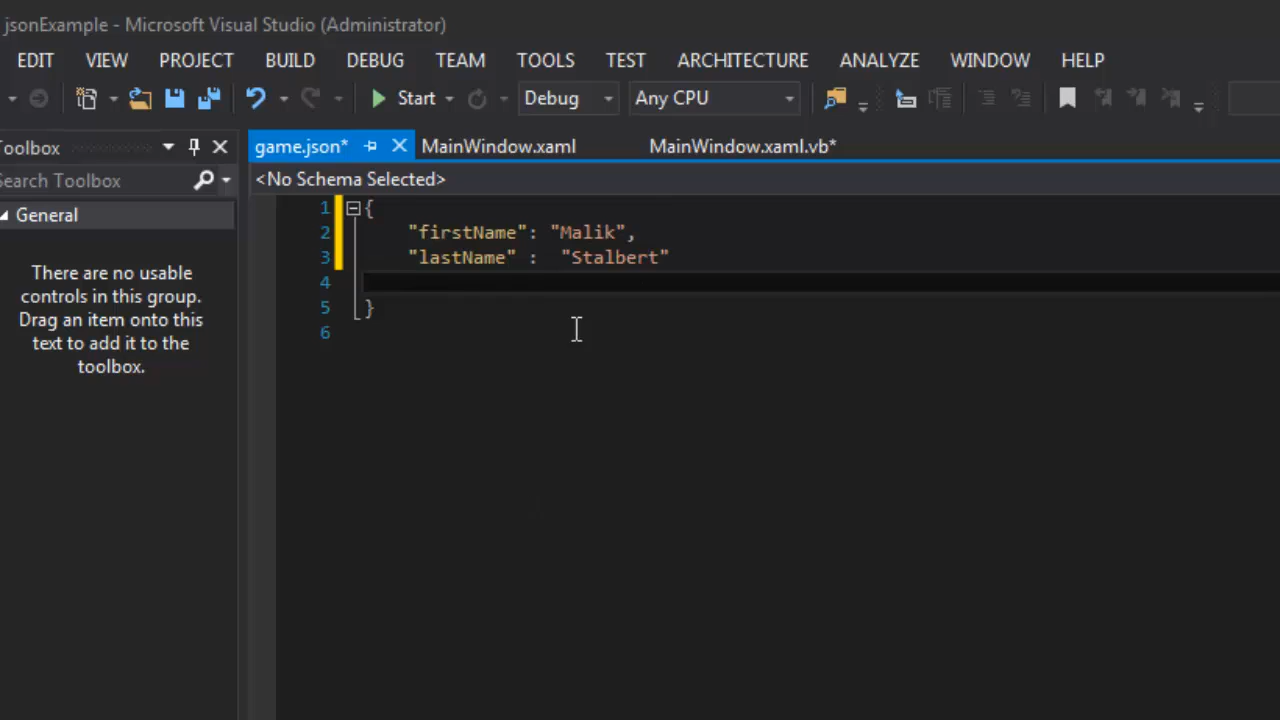 jsonExample - Microsoft Visual Studio (Administrator)
EDIT VIEW PROJECT BUILD DEBUG TEAM TOOLS TEST ARCHITECTURE ANALYZE WINDOW HELP
Start Debug Any CPU
oolbox game.json* MainWindow.xaml MainWindow.xaml.vb*
earch Toolbox <No Schema Selected>
General
1 {
2 "firstName": "Malik",
3 "lastName" : "Stalbert"
4
5 }
6
There are no usable
controls in this group.
Drag an item onto this
text to add it to the
toolbox.